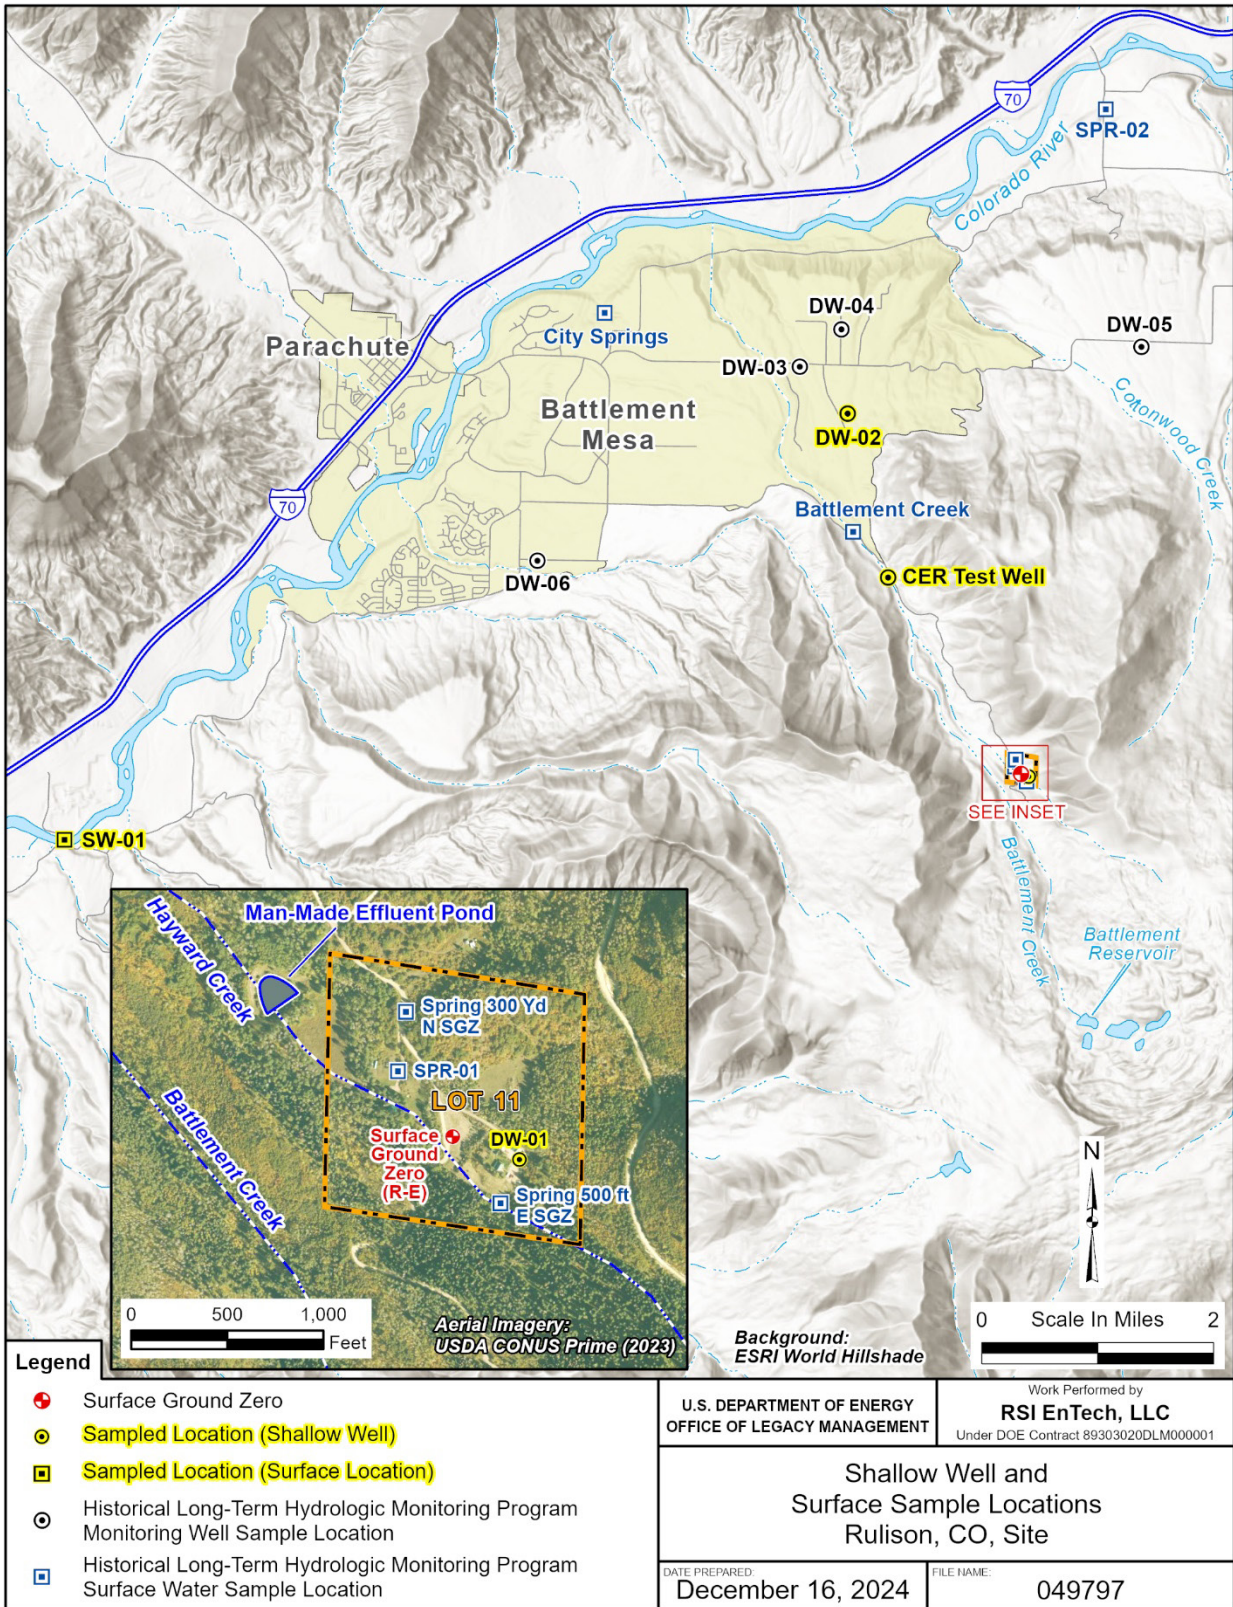 70
Colorado River
SPR-02
DW-04
DW-05
City Springs
Parachute
DW-03
Cottonwood Creek
Battlement
Mesa
DW-02
70
Battlement Creek
DW-06
CER Test Well
SEE INSET
SW-01
Battlement Creek
Battlement
Reservoir
Hayward Creek
Man-Made Effluent Pond
Spring 300 Yd
N SGZ
SPR-01
LOT 11
Surface
Ground
Zero
(R-E)
DW-01
Battlement Creek
Spring 500 ft
E SGZ
0 500 1,000
Feet
Aerial Imagery:
USDA CONUS Prime (2023)
N
Background:
ESRI World Hillshade
0 Scale In Miles 2
Legend
Surface Ground Zero
Sampled Location (Shallow Well)
Sampled Location (Surface Location)
Historical Long-Term Hydrologic Monitoring Program
Monitoring Well Sample Location
Historical Long-Term Hydrologic Monitoring Program
Surface Water Sample Location
U.S. DEPARTMENT OF ENERGY
OFFICE OF LEGACY MANAGEMENT
Work Performed by
RSI EnTech, LLC
Under DOE Contract 89303020DLM000001
Shallow Well and
Surface Sample Locations
Rulison, CO, Site
DATE PREPARED:
December 16, 2024
FILE NAME:
049797